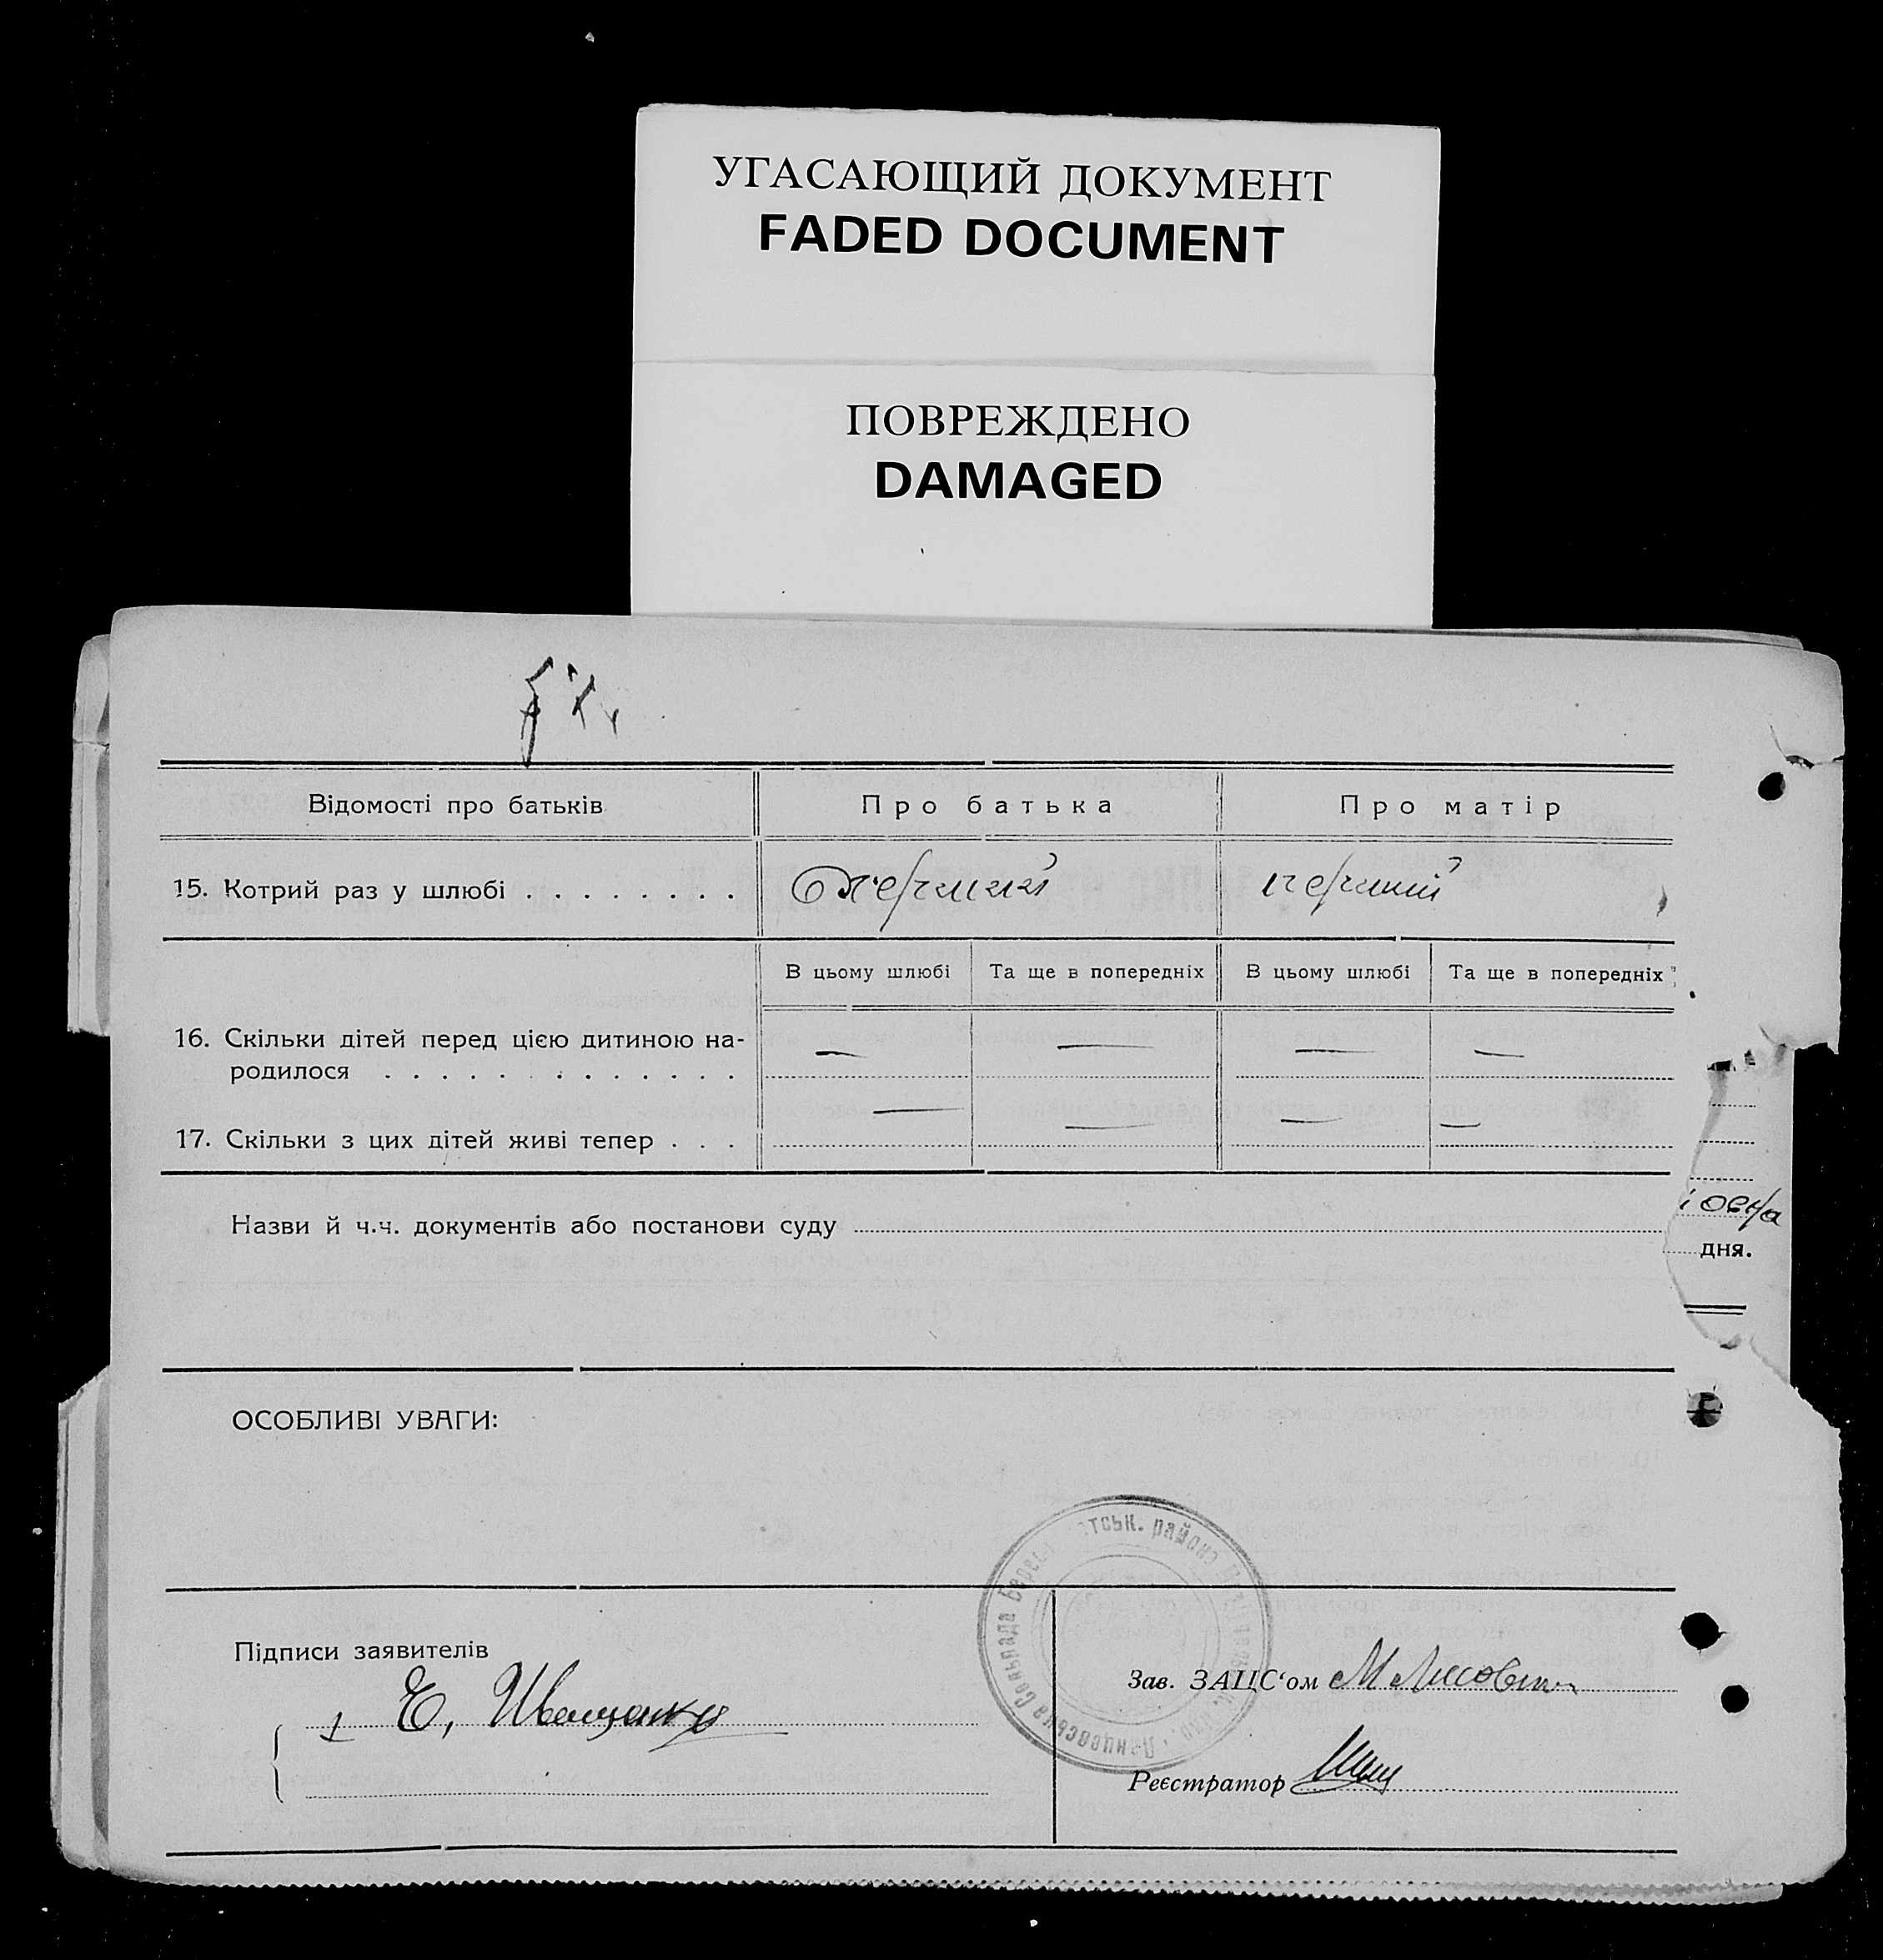 УГАСАЮЩИЙ ДОКУМЕНТ
FADED DOCUMENT
ПОВРЕЖДЕНО
DAMAGED
Відомості про батьків
Про батька
Про матір
15. Котрий раз у шлюбі . . . . . . . .
перший
перший
В цьому шлюбі
Та ще в попередніх
В цьому шлюбі
Та ще в попередніх
16. Скільки дітей перед цією дитиною на-
родилося . . . . . . . . . . . . .
— — — —
17. Скільки з цих дітей живі тепер . . .
— — — —
Назви й ч.ч. документів або постанови суду
дня.
ОСОБЛИВІ УВАГИ:
Підписи заявителів
1 Є, Иващенко
Зав. ЗАЦС‘ом
Реєстратор